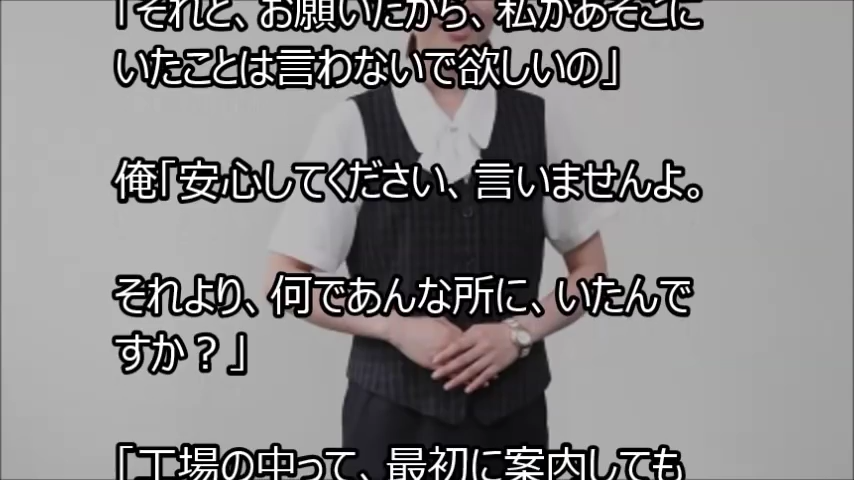 「それと、お願いだから、私があそこに
いたことは言わないで欲しいの」
俺「安心してください、言いませんよ。
それより、何であんな所に、いたんで
すか？」
「工場の中って、最初に案内しても